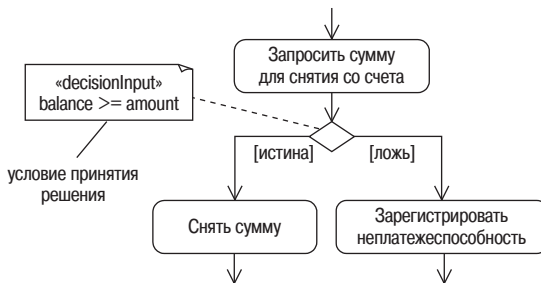 Запросить сумму
для снятия со счета
«decisionInput»
balance >= amount
[истина]
[ложь]
условие принятия
решения
Снять сумму
Зарегистрировать
неплатежеспособность